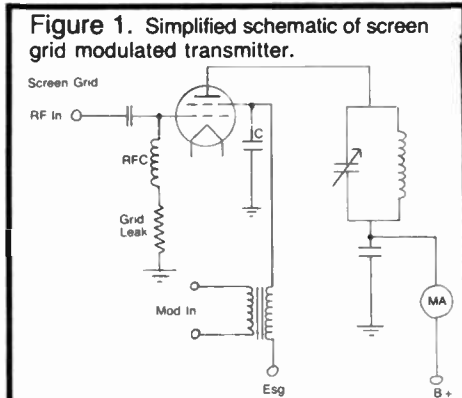 Figure 1. Simplified schematic of screen
grid modulated transmitter.
Screen Grid
RF In
C
RFC
Grid
Leak
Mod In
MA
Esg
B+